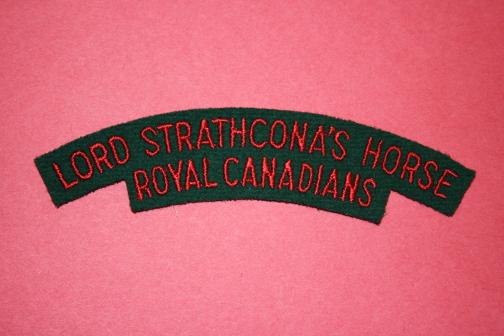 LORD STRATHCONA'S HORSE
ROYAL CANADIANS